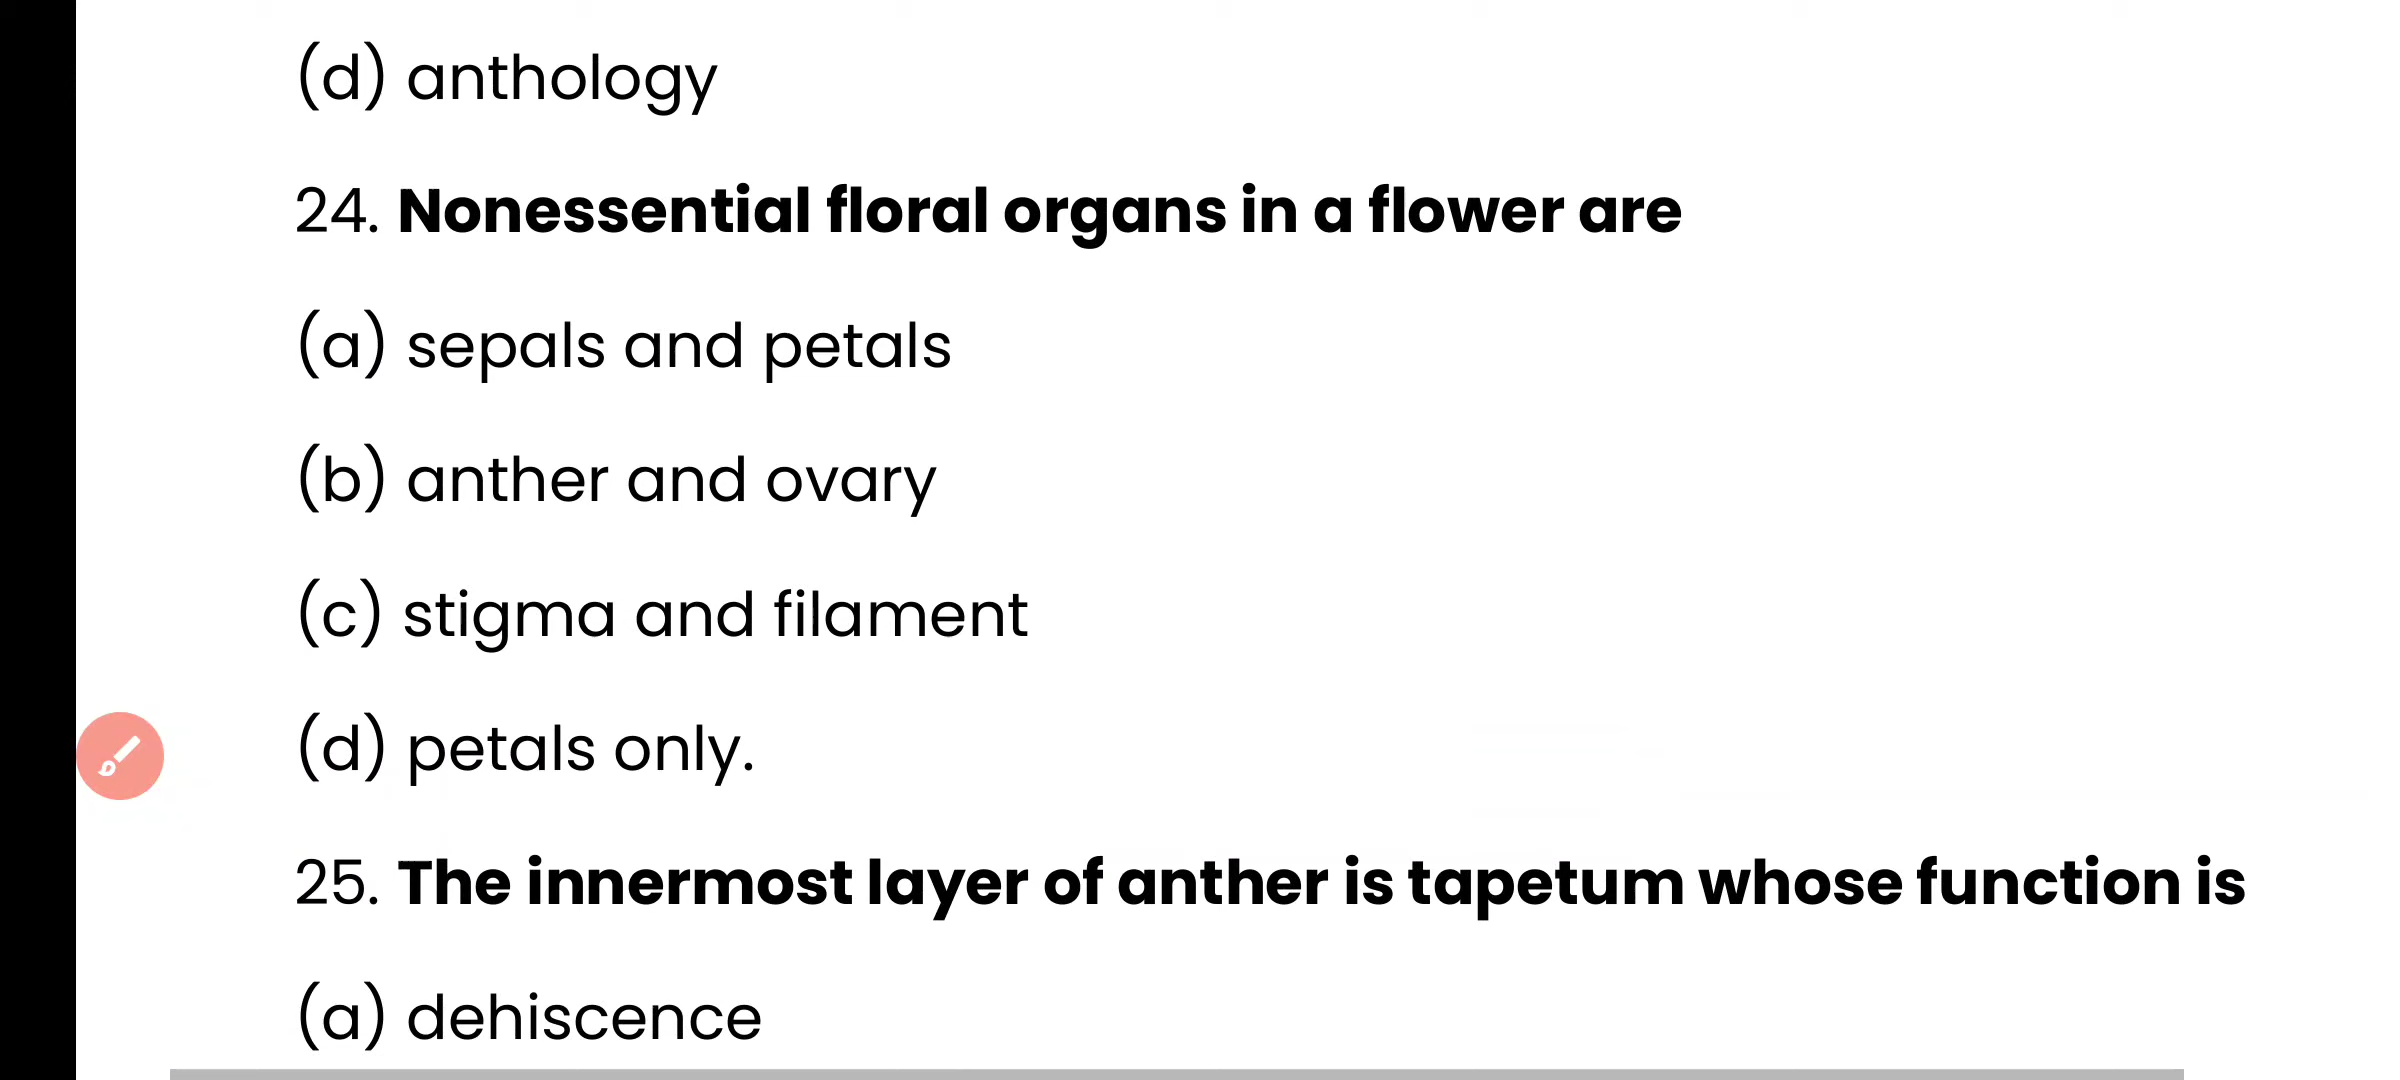 (d) anthology
24. Nonessential floral organs in a flower are
(a) sepals and petals
(b) anther and ovary
(c) stigma and filament
(d) petals only.
25. The innermost layer of anther is tapetum whose function is
(a) dehiscence